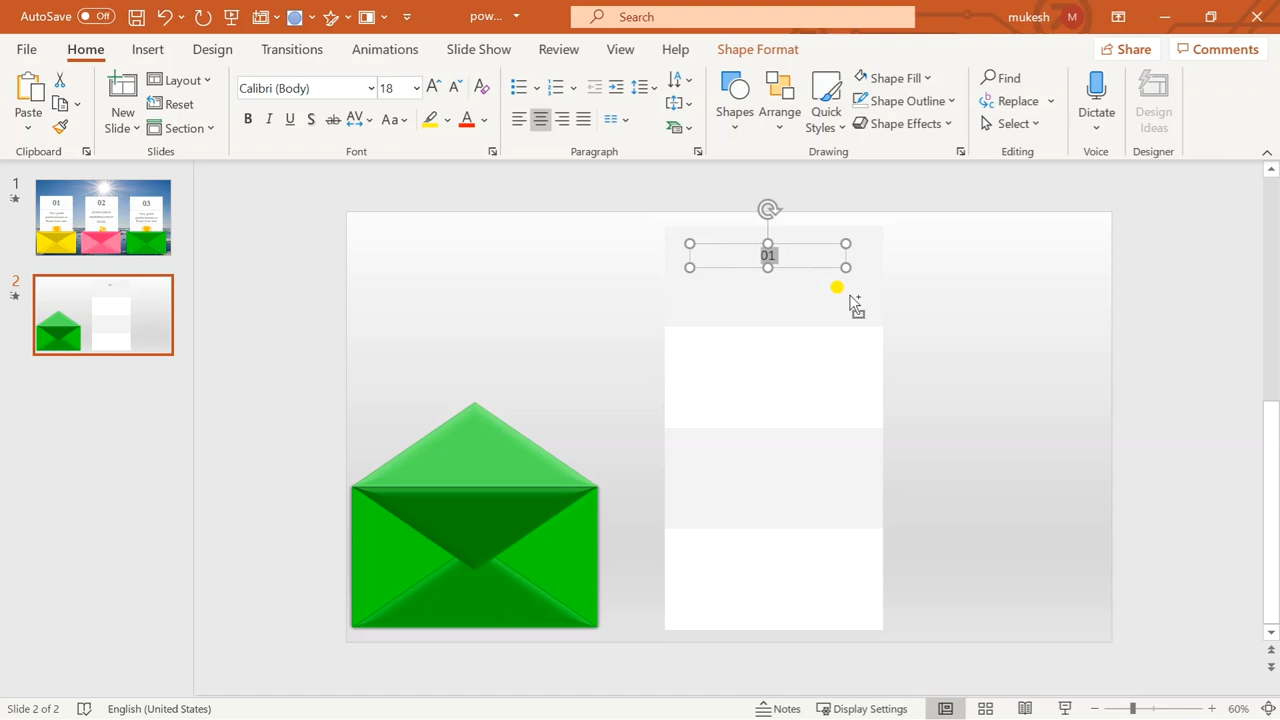 AutoSave Off pow... Search mukesh M
File Home Insert Design Transitions Animations Slide Show Review View Help Shape Format Share Comments
Paste New Slide Layout Reset Section
Calibri (Body) 18
B I U S ab AV Aa A
Shapes Arrange Quick Styles Shape Fill Shape Outline Shape Effects
Find Replace Select
Dictate Design Ideas
Clipboard Slides Font Paragraph Drawing Editing Voice Designer
1
01 02 03
2
01
Slide 2 of 2 English (United States) Notes Display Settings 60%